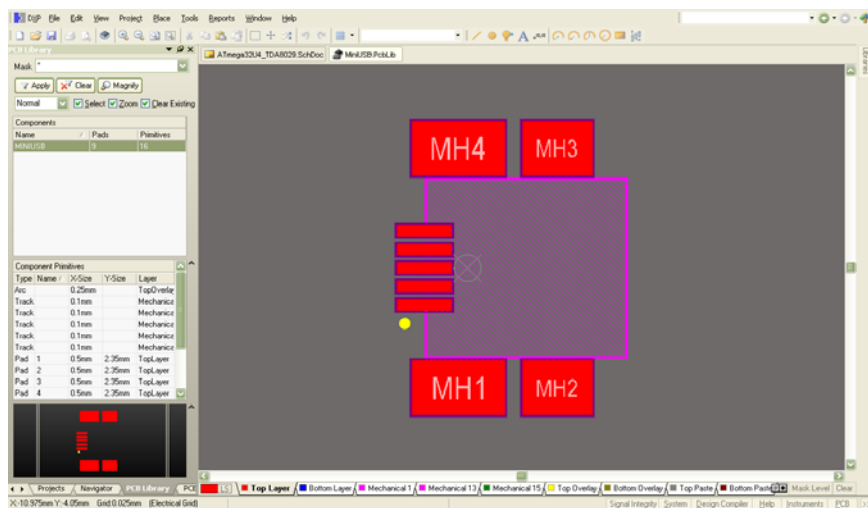 DXP File Edit View Project Place Tools Reports Window Help
PCB Library
ATmega32U4_TDA8029.SchDoc MiniUSB.PcbLib
Libraries
Mask *
Apply Clear Magnify
Normal Select Zoom Clear Existing
Components
Name / Pads Primitives
MINIUSB 9 16
MH4 MH3
Component Primitives
Type Name / X-Size Y-Size Layer
Arc 0.25mm TopOverlay
Track 0.1mm Mechanica
Track 0.1mm Mechanica
Track 0.1mm Mechanica
Track 0.1mm Mechanica
Track 0.1mm Mechanica
Pad 1 0.5mm 2.35mm TopLayer
Pad 2 0.5mm 2.35mm TopLayer
Pad 3 0.5mm 2.35mm TopLayer
Pad 4 0.5mm 2.35mm TopLayer
MH1 MH2
Projects Navigator PCB Library PCB
LS Top Layer Bottom Layer Mechanical 1 Mechanical 13 Mechanical 15 Top Overlay Bottom Overlay Top Paste Bottom Paste Mask Level Clear
X:-10.975mm Y:-4.05mm Grid:0.025mm (Electrical Grid)
Signal Integrity System Design Compiler Help Instruments PCB